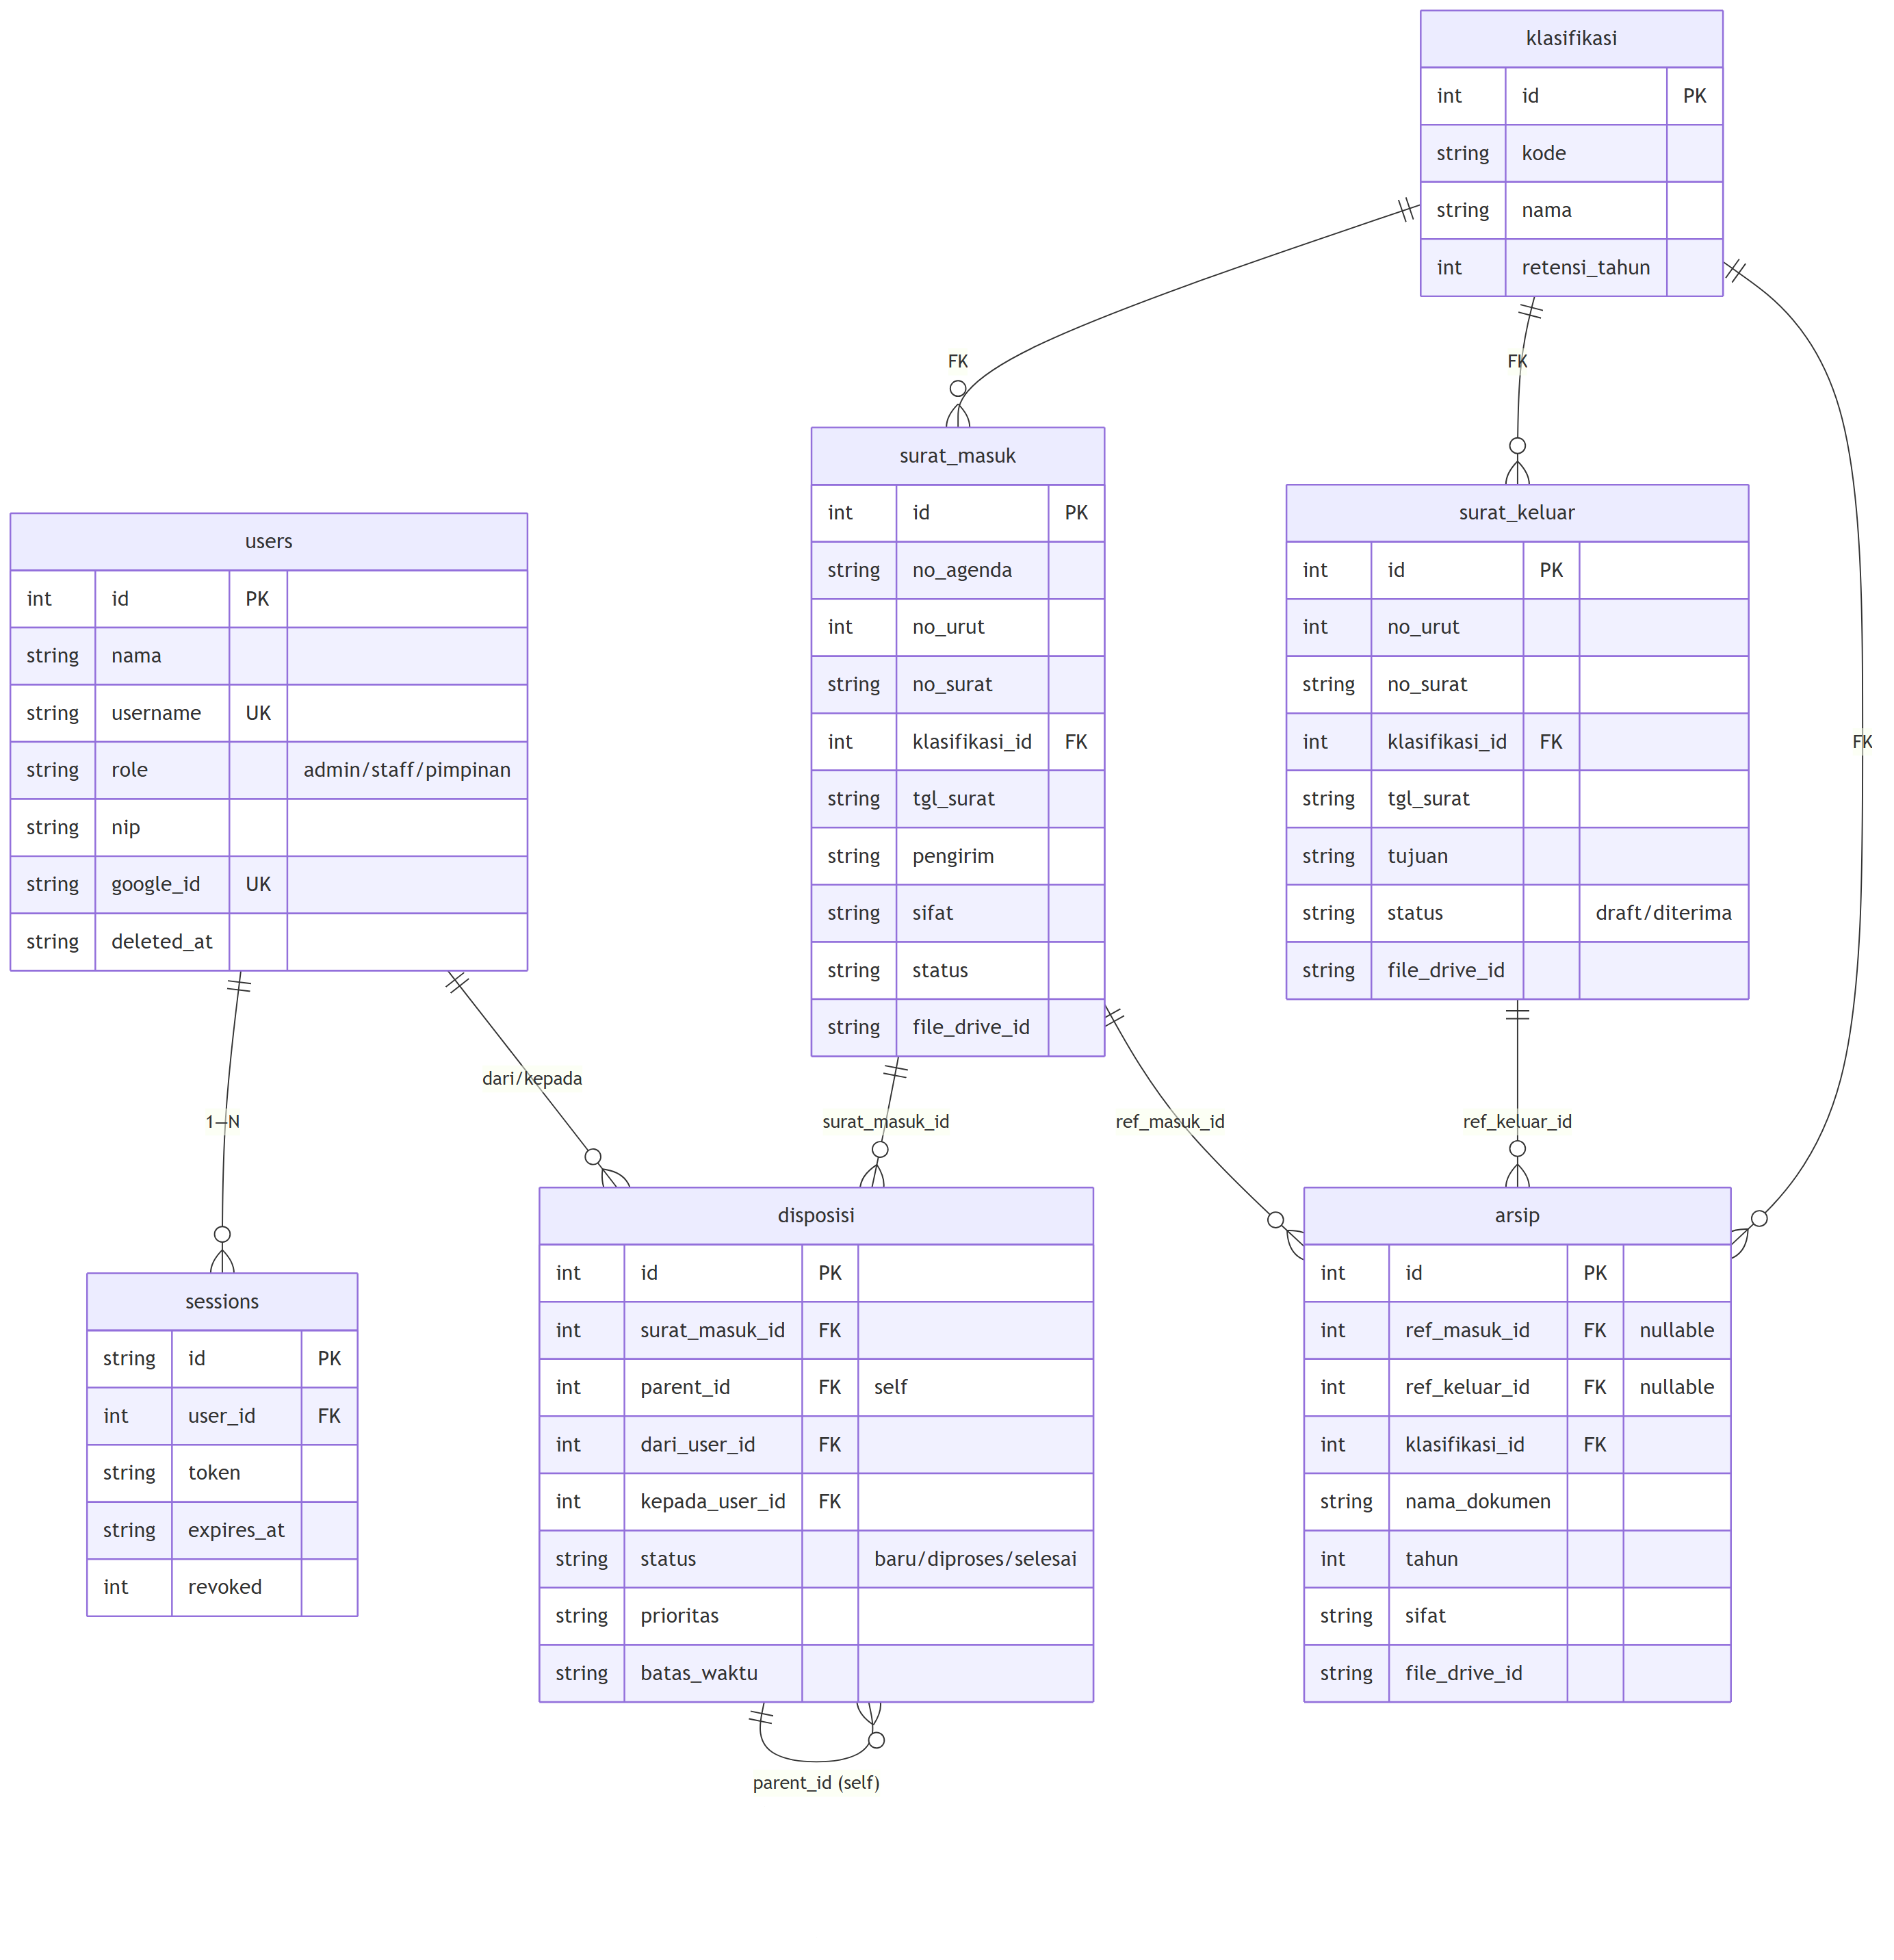 klasifikasi
int id PK
string kode
string nama
int retensi_tahun
FK
FK
FK
surat_masuk
int id PK
string no_agenda
int no_urut
string no_surat
int klasifikasi_id FK
string tgl_surat
string pengirim
string sifat
string status
string file_drive_id
surat_keluar
int id PK
int no_urut
string no_surat
int klasifikasi_id FK
string tgl_surat
string tujuan
string status draft/diterima
string file_drive_id
users
int id PK
string nama
string username UK
string role admin/staff/pimpinan
string nip
string google_id UK
string deleted_at
1—N
dari/kepada
surat_masuk_id
ref_masuk_id
ref_keluar_id
sessions
string id PK
int user_id FK
string token
string expires_at
int revoked
disposisi
int id PK
int surat_masuk_id FK
int parent_id FK self
int dari_user_id FK
int kepada_user_id FK
string status baru/diproses/selesai
string prioritas
string batas_waktu
parent_id (self)
arsip
int id PK
int ref_masuk_id FK nullable
int ref_keluar_id FK nullable
int klasifikasi_id FK
string nama_dokumen
int tahun
string sifat
string file_drive_id